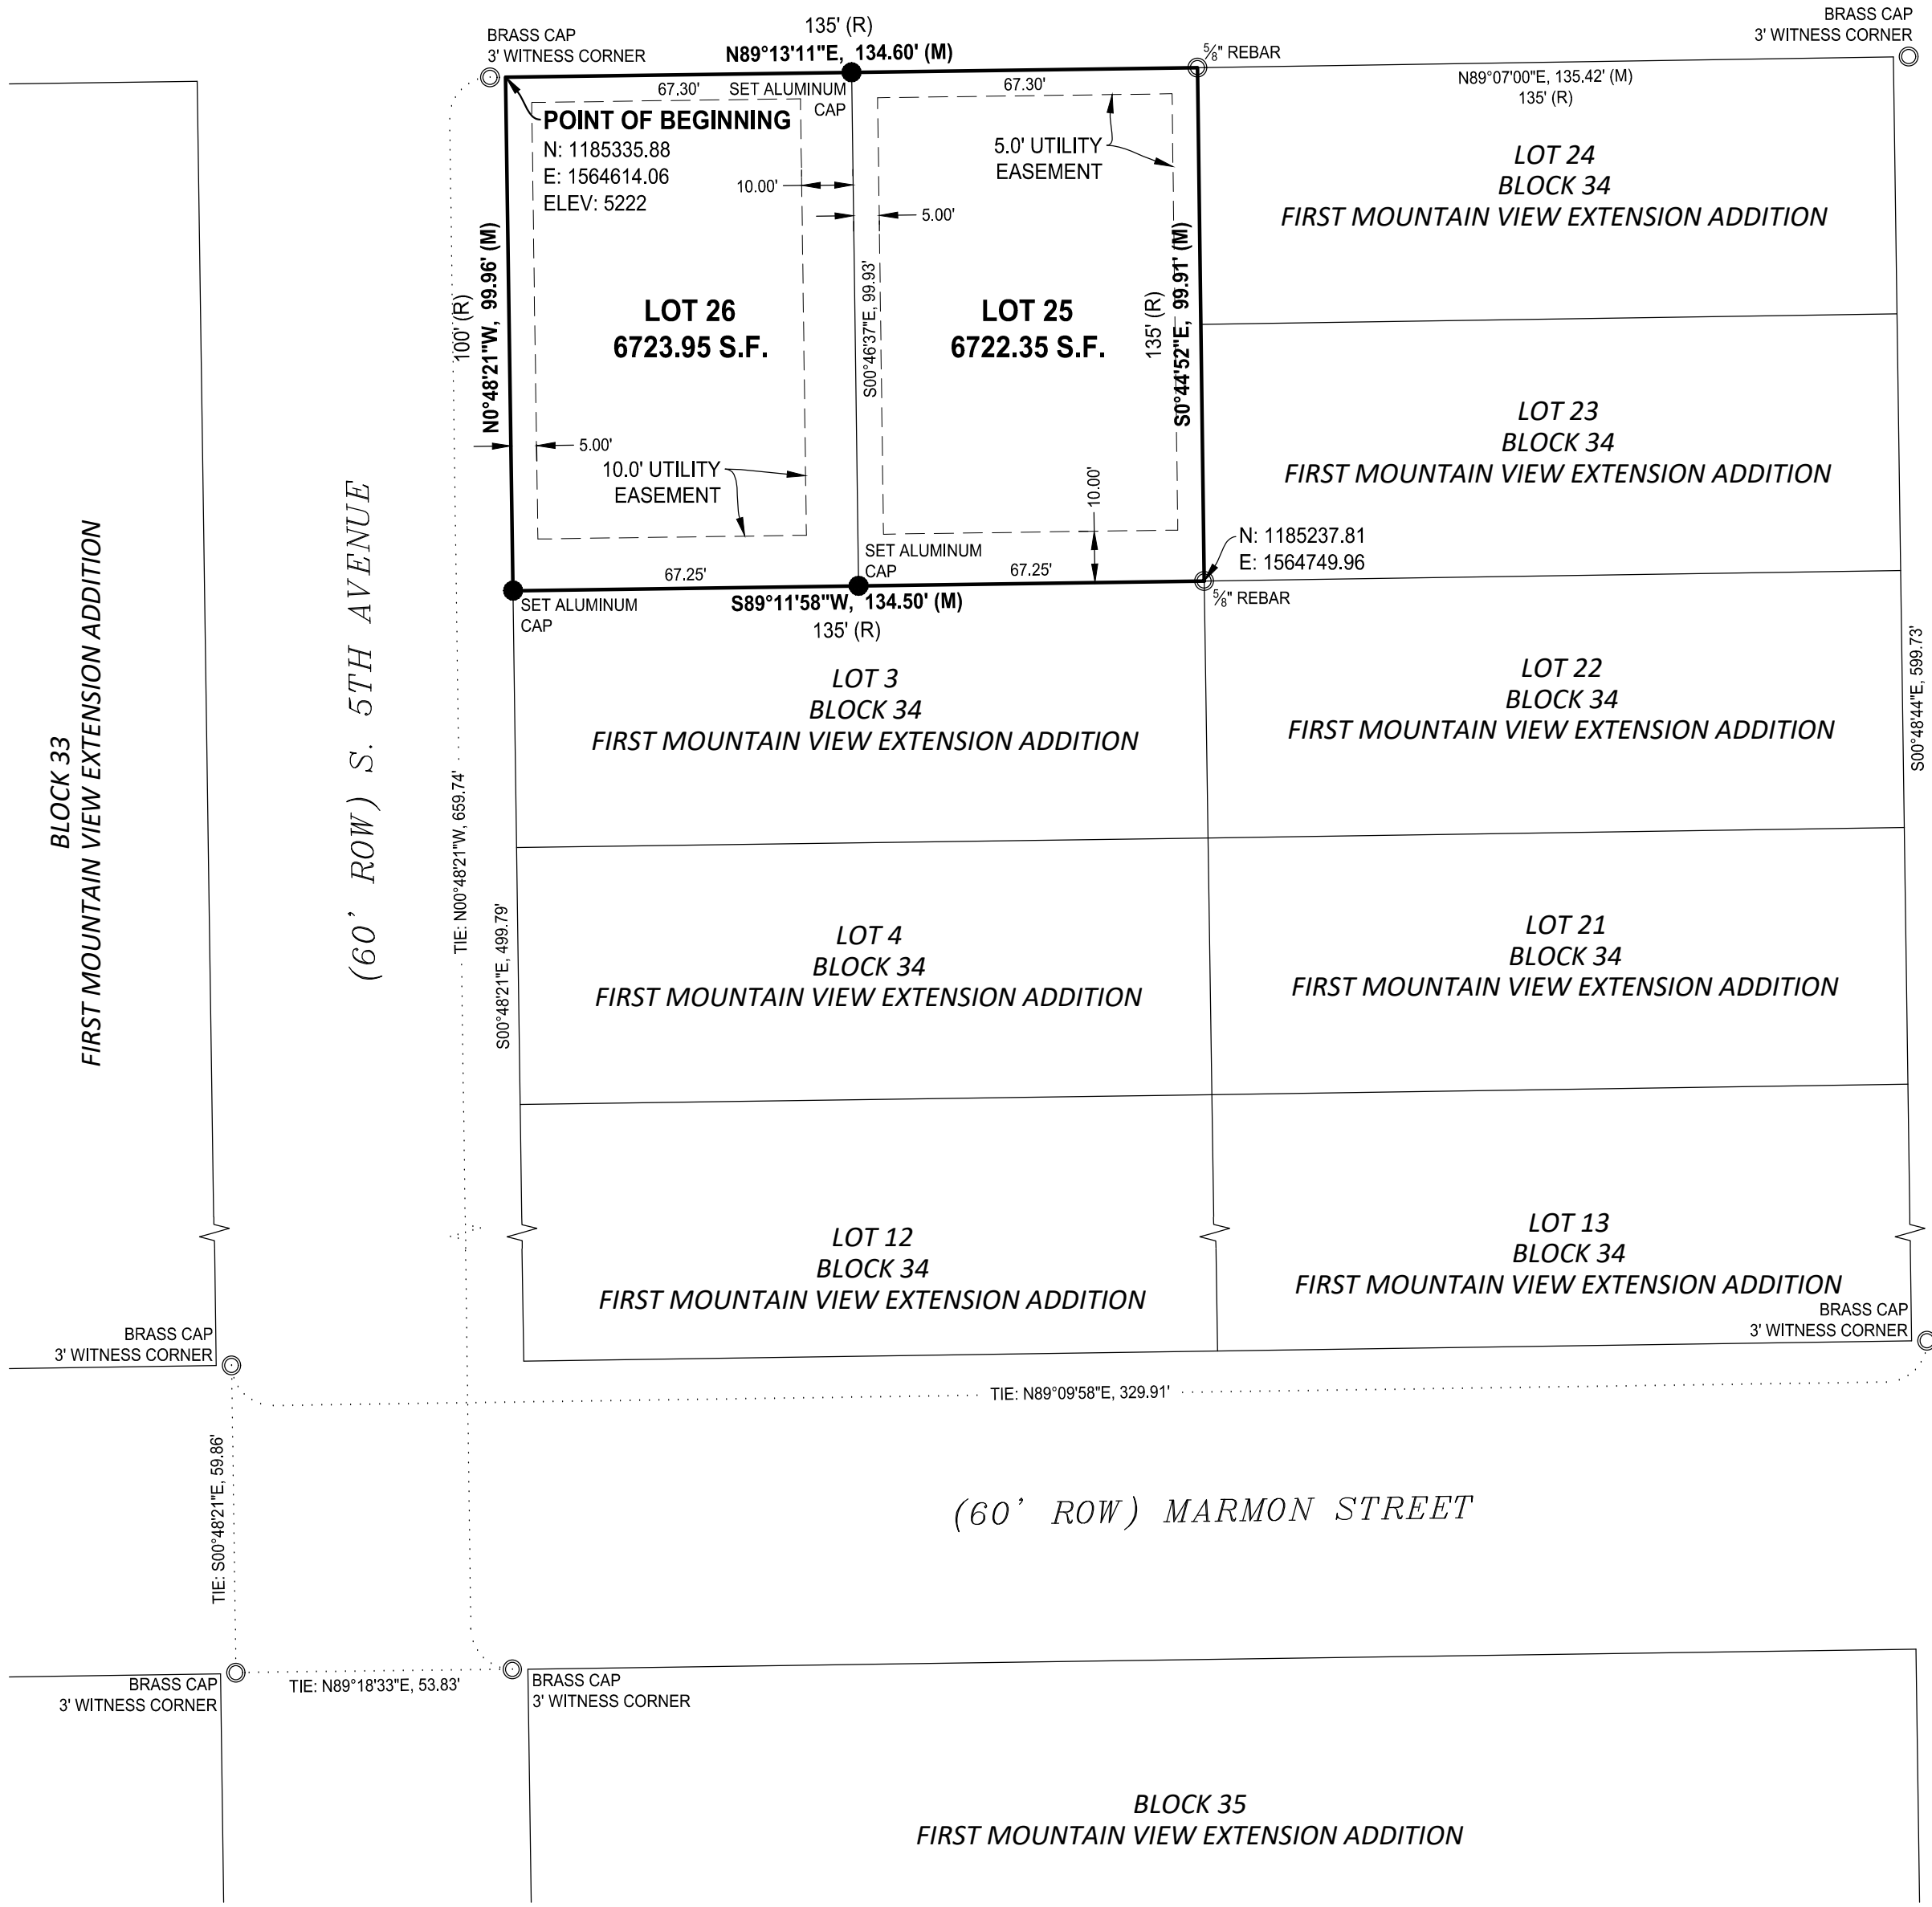 135' (R)
N89°13'11"E, 134.60' (M)
BRASS CAP
3' WITNESS CORNER
⅝" REBAR
BRASS CAP
3' WITNESS CORNER
N89°07'00"E, 135.42' (M)
135' (R)
67.30'
SET ALUMINUM
CAP
67.30'
POINT OF BEGINNING
N: 1185335.88
E: 1564614.06
ELEV: 5222
10.00'
5.00'
5.0' UTILITY
EASEMENT
LOT 24
BLOCK 34
FIRST MOUNTAIN VIEW EXTENSION ADDITION
100' (R)
N0°48'21"W, 99.96' (M)
LOT 26
6723.95 S.F.
S00°46'37"E, 99.93'
LOT 25
6722.35 S.F.
135' (R)
S0°44'52"E, 99.91' (M)
5.00'
10.0' UTILITY
EASEMENT
10.00'
LOT 23
BLOCK 34
FIRST MOUNTAIN VIEW EXTENSION ADDITION
N: 1185237.81
E: 1564749.96
SET ALUMINUM
CAP
67.25'
67.25'
SET ALUMINUM
CAP
S89°11'58"W, 134.50' (M)
135' (R)
⅝" REBAR
BLOCK 33
FIRST MOUNTAIN VIEW EXTENSION ADDITION
(60' ROW) S. 5TH AVENUE
TIE: N00°48'21"W, 659.74'
S00°48'21"E, 499.79'
LOT 3
BLOCK 34
FIRST MOUNTAIN VIEW EXTENSION ADDITION
LOT 22
BLOCK 34
FIRST MOUNTAIN VIEW EXTENSION ADDITION
S00°48'44"E, 599.73'
LOT 4
BLOCK 34
FIRST MOUNTAIN VIEW EXTENSION ADDITION
LOT 21
BLOCK 34
FIRST MOUNTAIN VIEW EXTENSION ADDITION
LOT 12
BLOCK 34
FIRST MOUNTAIN VIEW EXTENSION ADDITION
LOT 13
BLOCK 34
FIRST MOUNTAIN VIEW EXTENSION ADDITION
BRASS CAP
3' WITNESS CORNER
BRASS CAP
3' WITNESS CORNER
TIE: N89°09'58"E, 329.91'
TIE: S00°48'21"E, 59.86'
(60' ROW) MARMON STREET
BRASS CAP
3' WITNESS CORNER
TIE: N89°18'33"E, 53.83'
BRASS CAP
3' WITNESS CORNER
BLOCK 35
FIRST MOUNTAIN VIEW EXTENSION ADDITION